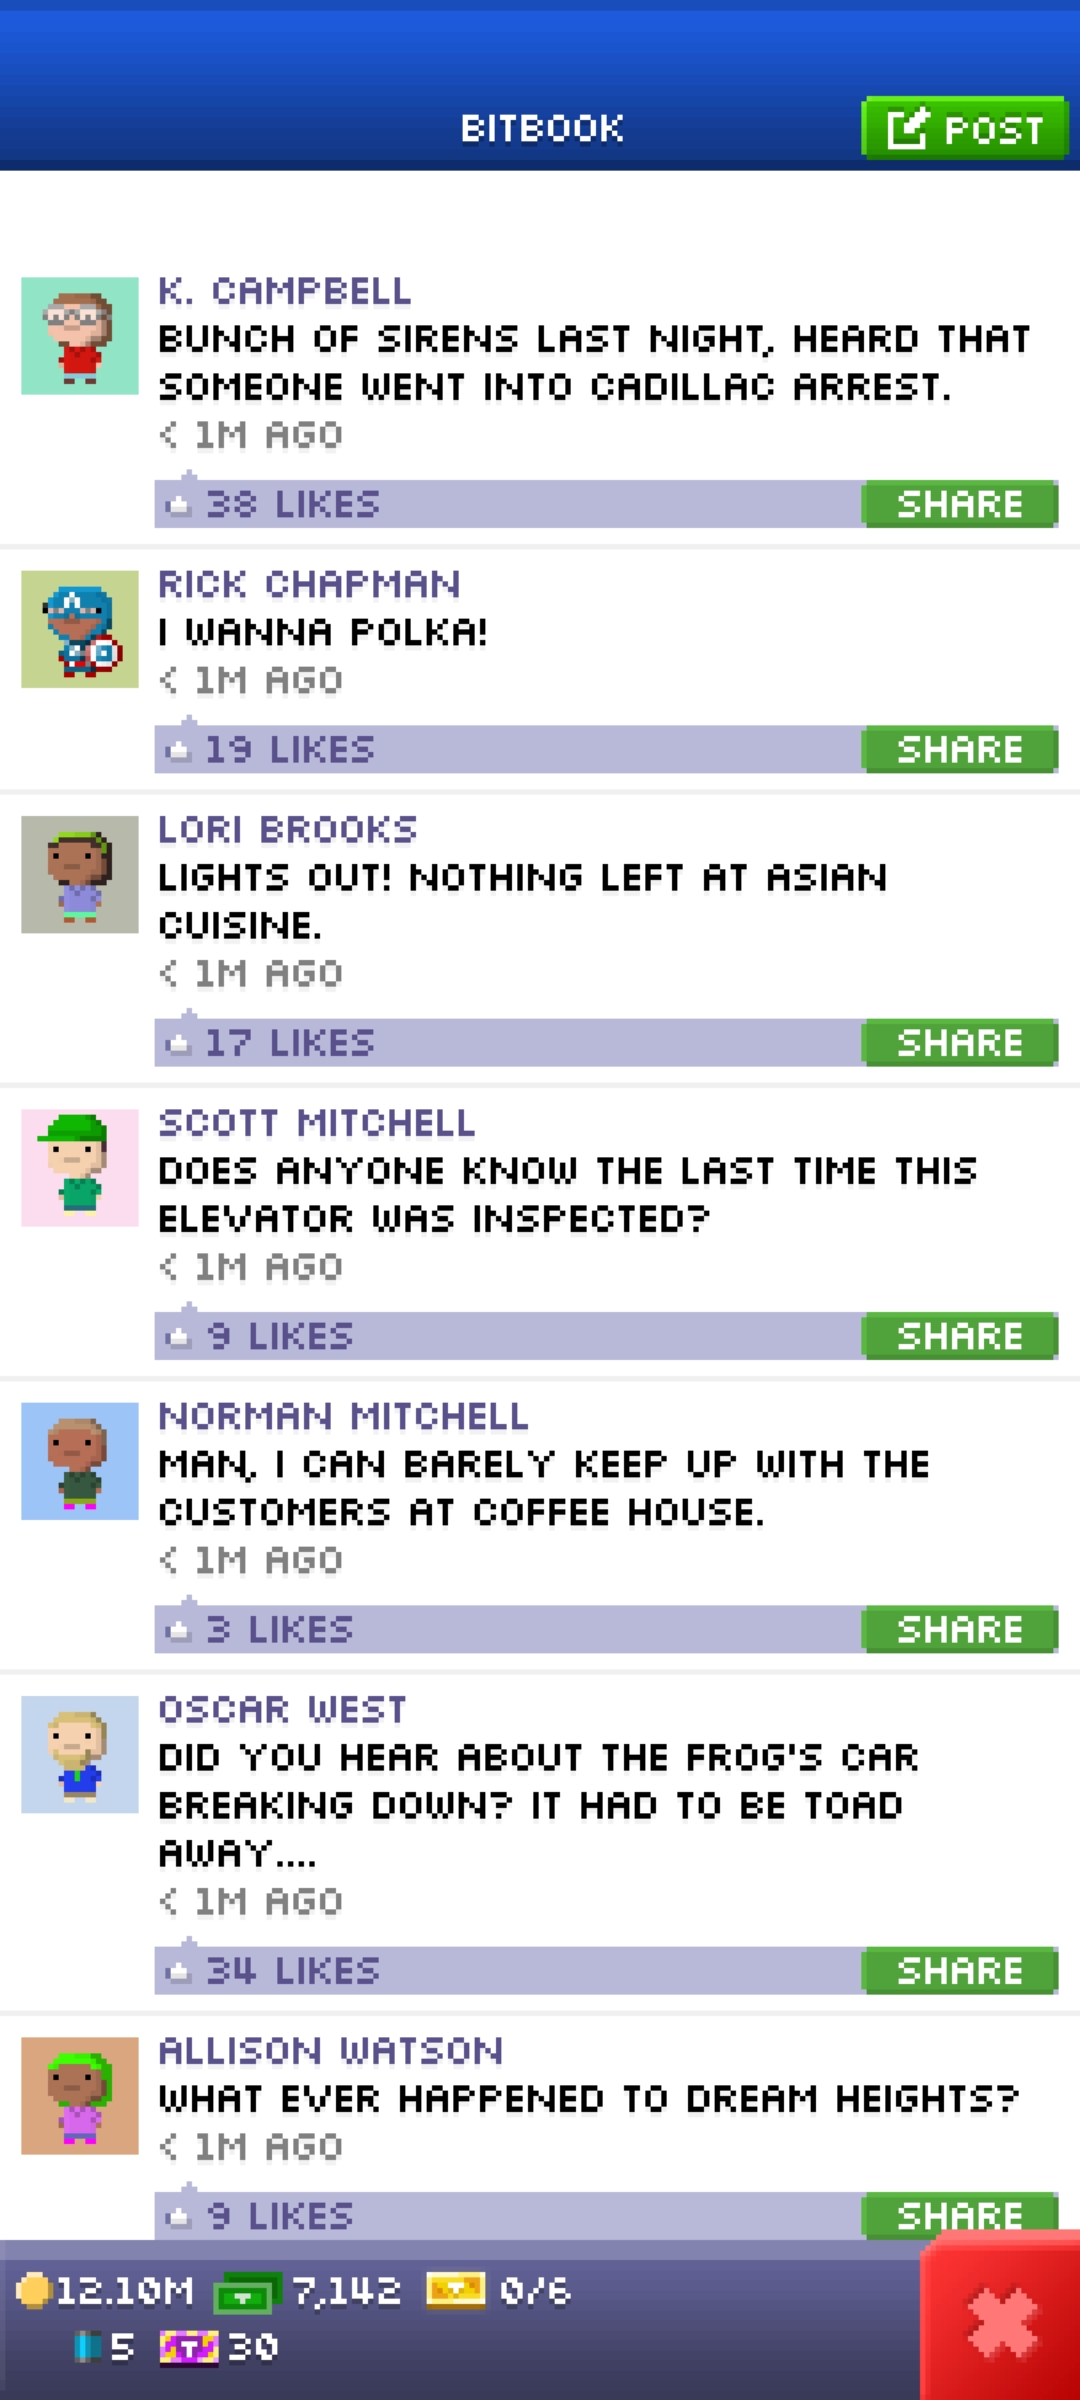 BITBOOK
POST
K. CAMPBELL
BUNCH OF SIRENS LAST NIGHT, HEARD THAT
SOMEONE WENT INTO CADILLAC ARREST.
< 1M AGO
38 LIKES
SHARE
RICK CHAPMAN
I WANNA POLKA!
< 1M AGO
19 LIKES
SHARE
LORI BROOKS
LIGHTS OUT! NOTHING LEFT AT ASIAN
CUISINE.
< 1M AGO
17 LIKES
SHARE
SCOTT MITCHELL
DOES ANYONE KNOW THE LAST TIME THIS
ELEVATOR WAS INSPECTED?
< 1M AGO
9 LIKES
SHARE
NORMAN MITCHELL
MAN, I CAN BARELY KEEP UP WITH THE
CUSTOMERS AT COFFEE HOUSE.
< 1M AGO
3 LIKES
SHARE
OSCAR WEST
DID YOU HEAR ABOUT THE FROG'S CAR
BREAKING DOWN? IT HAD TO BE TOAD
AWAY....
< 1M AGO
34 LIKES
SHARE
ALLISON WATSON
WHAT EVER HAPPENED TO DREAM HEIGHTS?
< 1M AGO
9 LIKES
SHARE
12.10M 7,142 0/6
5 T 30